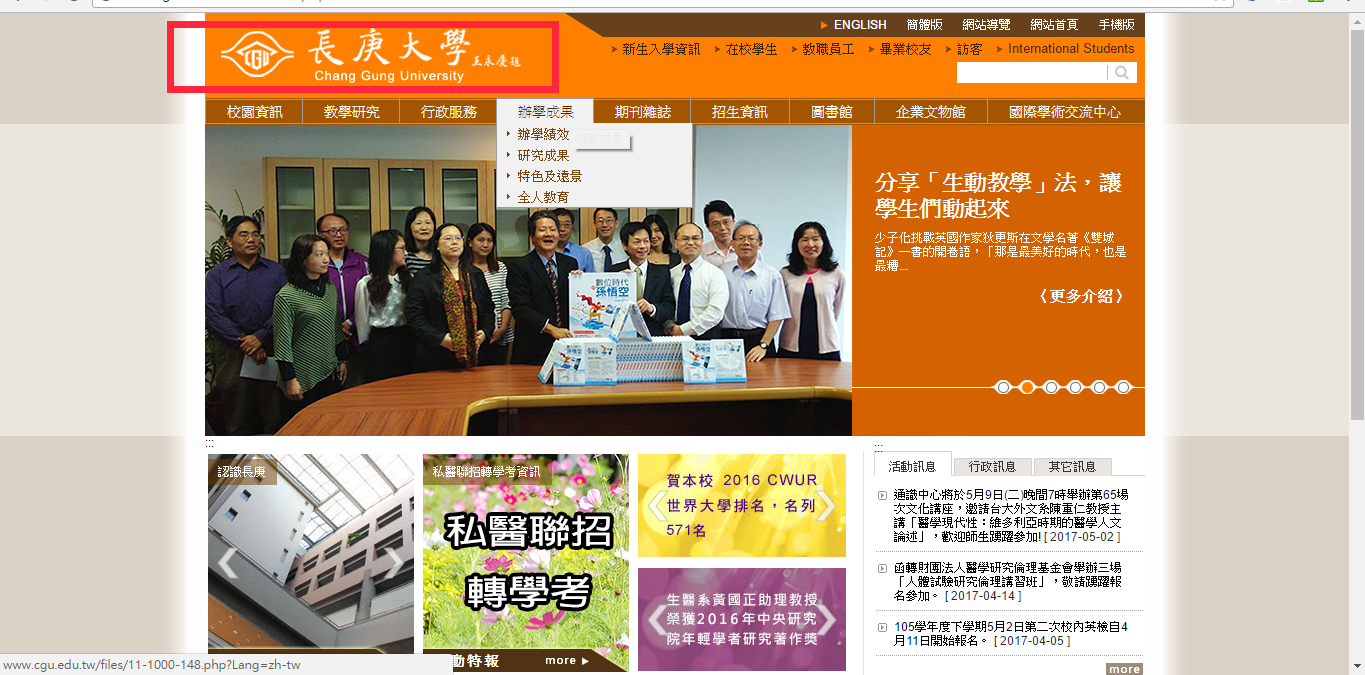 ENGLISH 簡體版 網站導覽 網站首頁 手機版
長庚大學 王永慶題
Chang Gung University
新生入學資訊 在校學生 教職員工 畢業校友 訪客 International Students
校園資訊 教學研究 行政服務 辦學成果 期刊雜誌 招生資訊 圖書館 企業文物館 國際學術交流中心
辦學績效
研究成果
特色及遠景
全人教育
數位時代
孫悟空
分享「生動教學」法，讓
學生們動起來
少子化挑戰英國作家狄更斯在文學名著《雙城
記》一書的開卷語，「那是最美好的時代，也是
最糟...
〈更多介紹〉
認識長庚
私醫聯招轉學考資訊
私醫聯招
轉學考
動特報 more
賀本校 2016 CWUR
世界大學排名，名列
571名
生醫系黃國正助理教授
榮獲2016年中央研究
院年輕學者研究著作獎
活動訊息 行政訊息 其它訊息
通識中心將於5月9日(二)晚間7時舉辦第65場
次文化講座，邀請台大外文系陳重仁教授主
講「醫學現代性：維多利亞時期的醫學人文
論述」，歡迎師生踴躍參加! [ 2017-05-02 ]
函轉財團法人醫學研究倫理基金會舉辦三場
「人體試驗研究倫理講習班」，敬請踴躍報
名參加。 [ 2017-04-14 ]
105學年度下學期5月2日第二次校內英檢自4
月11日開始報名。 [ 2017-04-05 ]
more
www.cgu.edu.tw/files/11-1000-148.php?Lang=zh-tw